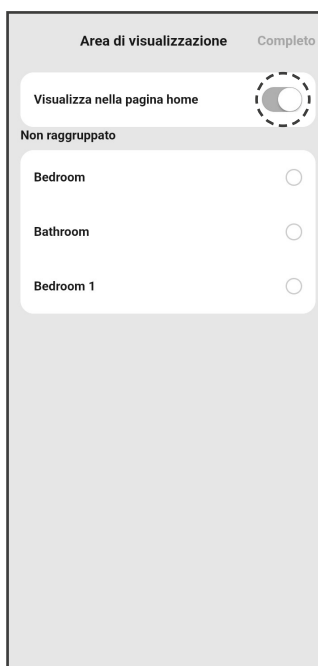 Area di visualizzazione Completo
Visualizza nella pagina home
Non raggruppato
Bedroom
Bathroom
Bedroom 1